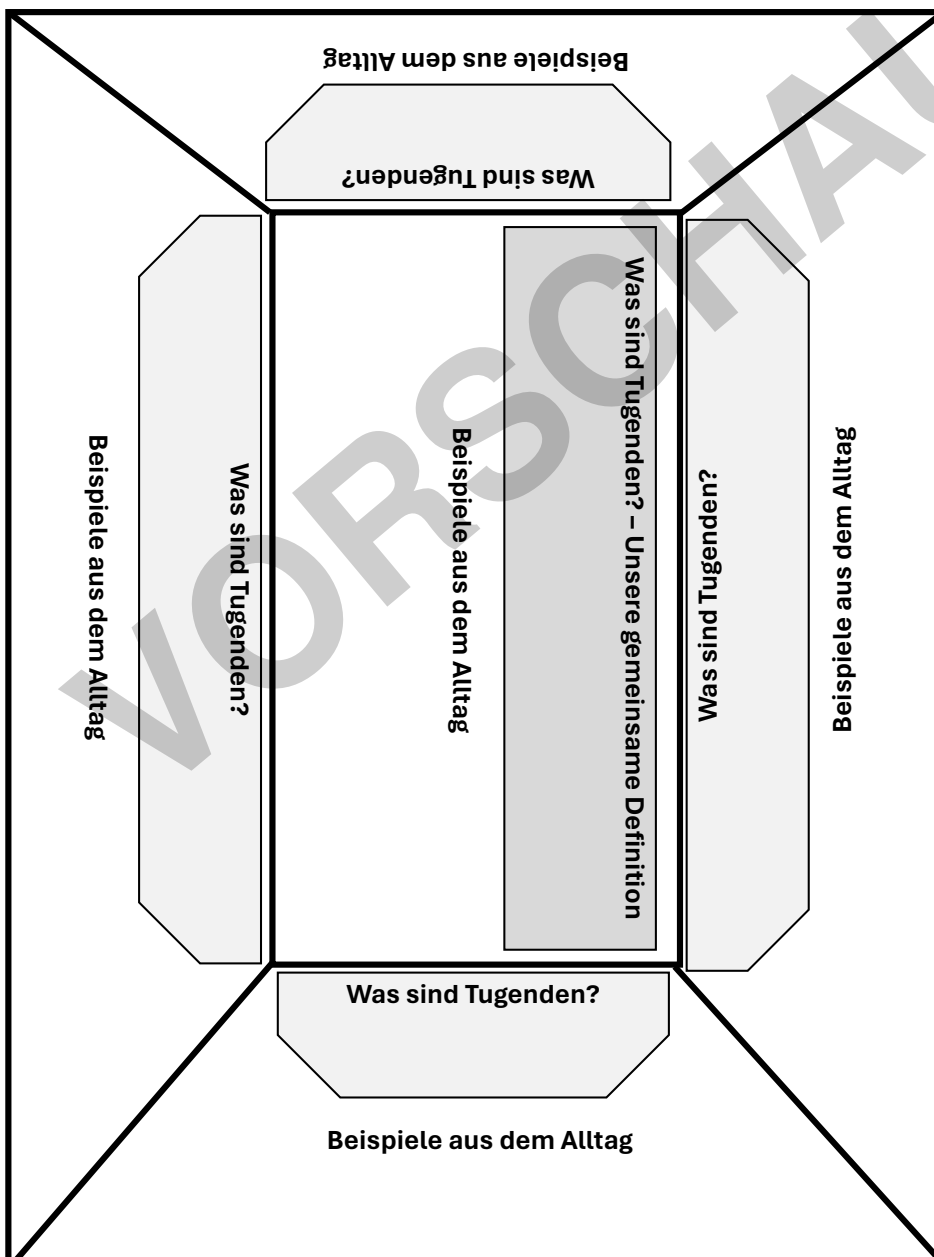 Beispiele aus dem Alltag
Was sind Tugenden?
Beispiele aus dem Alltag
Was sind Tugenden?
Beispiele aus dem Alltag
Was sind Tugenden? – Unsere gemeinsame Definition
Was sind Tugenden?
Beispiele aus dem Alltag
Was sind Tugenden?
Beispiele aus dem Alltag
VORSCHAU